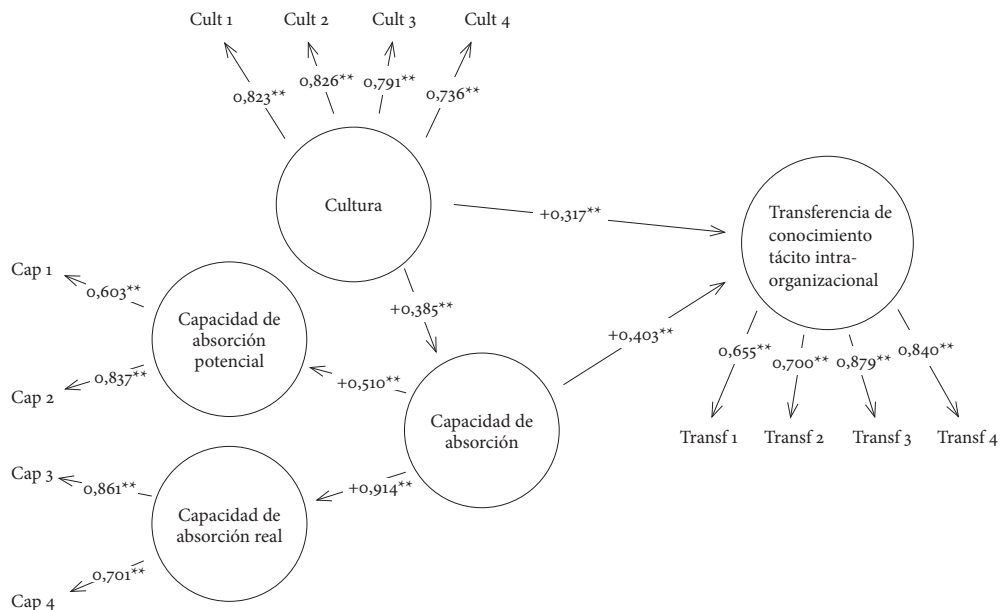 Cult 1
Cult 2
Cult 3
Cult 4
0,823**
0,826**
0,791**
0,736**
Cultura
+0,317**
Transferencia de
conocimiento
tácito intra-
organizacional
Cap 1
0,603**
+0,385**
Capacidad de
absorción
potencial
+0,403**
0,655**
0,700**
0,879**
0,840**
Cap 2
0,837**
+0,510**
Capacidad de
absorción
Transf 1
Transf 2
Transf 3
Transf 4
Cap 3
0,861**
+0,914**
Capacidad de
absorción real
0,701**
Cap 4